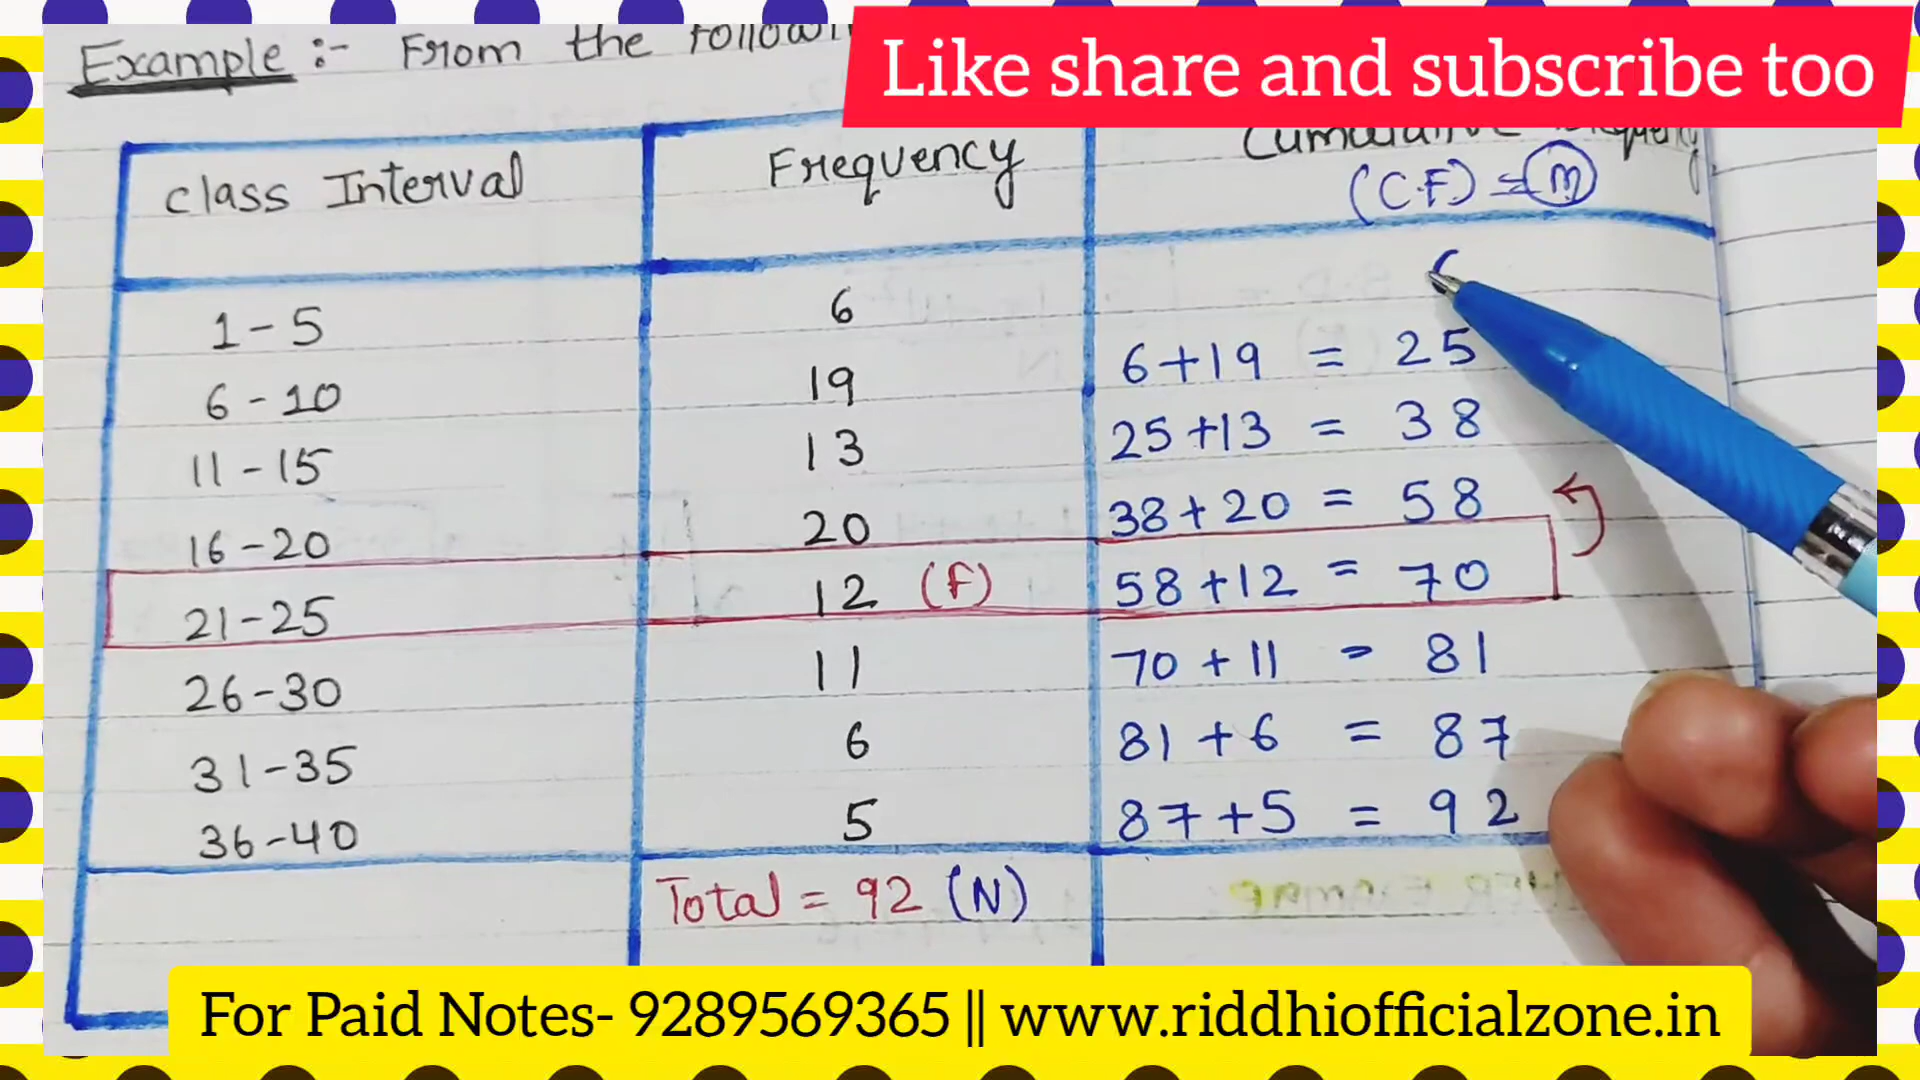 Example :- From the
Like share and subscribe too
Class Interval Frequency Cumulative
(C.F) = m
1-5 6
6-10 19 6+19 = 25
11-15 13 25+13 = 38
16-20 20 38+20 = 58
21-25 12 (F) 58+12 = 70
26-30 11 70+11 = 81
31-35 6 81+6 = 87
36-40 5 87+5 = 92
Total = 92 (N)
For Paid Notes- 9289569365 || www.riddhiofficialzone.in